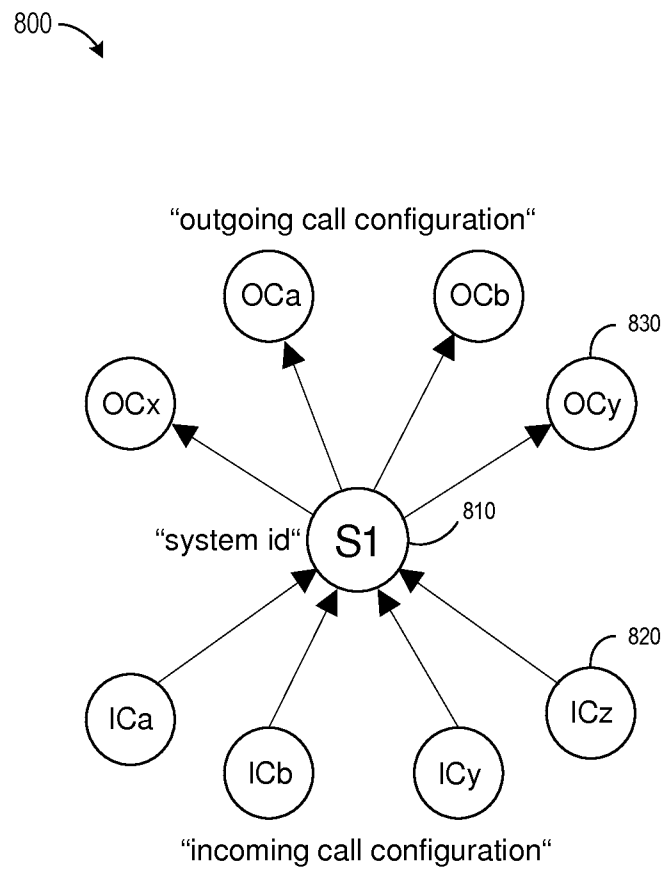 800
“outgoing call configuration“
OCa
OCb
830
OCx
OCy
810
“system id“
S1
820
ICa
ICz
ICb
ICy
“incoming call configuration“